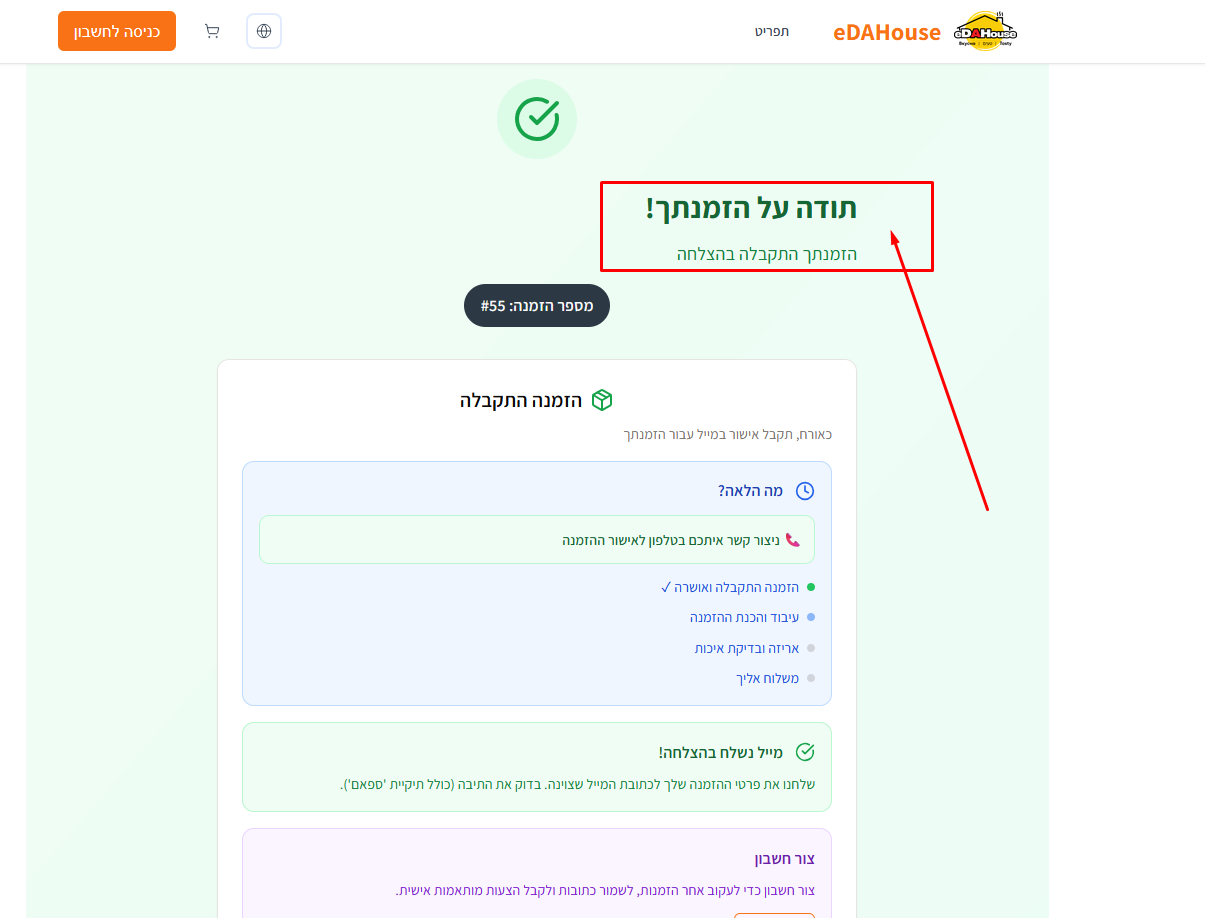 eDAHouse
Вкусно | טעים | Tasty
eDAHouse
תפריט
כניסה לחשבון
תודה על הזמנתך!
הזמנתך התקבלה בהצלחה
מספר הזמנה: 55#
הזמנה התקבלה
כאורח, תקבל אישור במייל עבור הזמנתך
מה הלאה?
ניצור קשר איתכם בטלפון לאישור ההזמנה
הזמנה התקבלה ואושרה ✓
עיבוד והכנת ההזמנה
אריזה ובדיקת איכות
משלוח אליך
מייל נשלח בהצלחה!
שלחנו את פרטי ההזמנה שלך לכתובת המייל שצוינה. בדוק את התיבה (כולל תיקיית 'ספאם').
צור חשבון
צור חשבון כדי לעקוב אחר הזמנות, לשמור כתובות ולקבל הצעות מותאמות אישית.